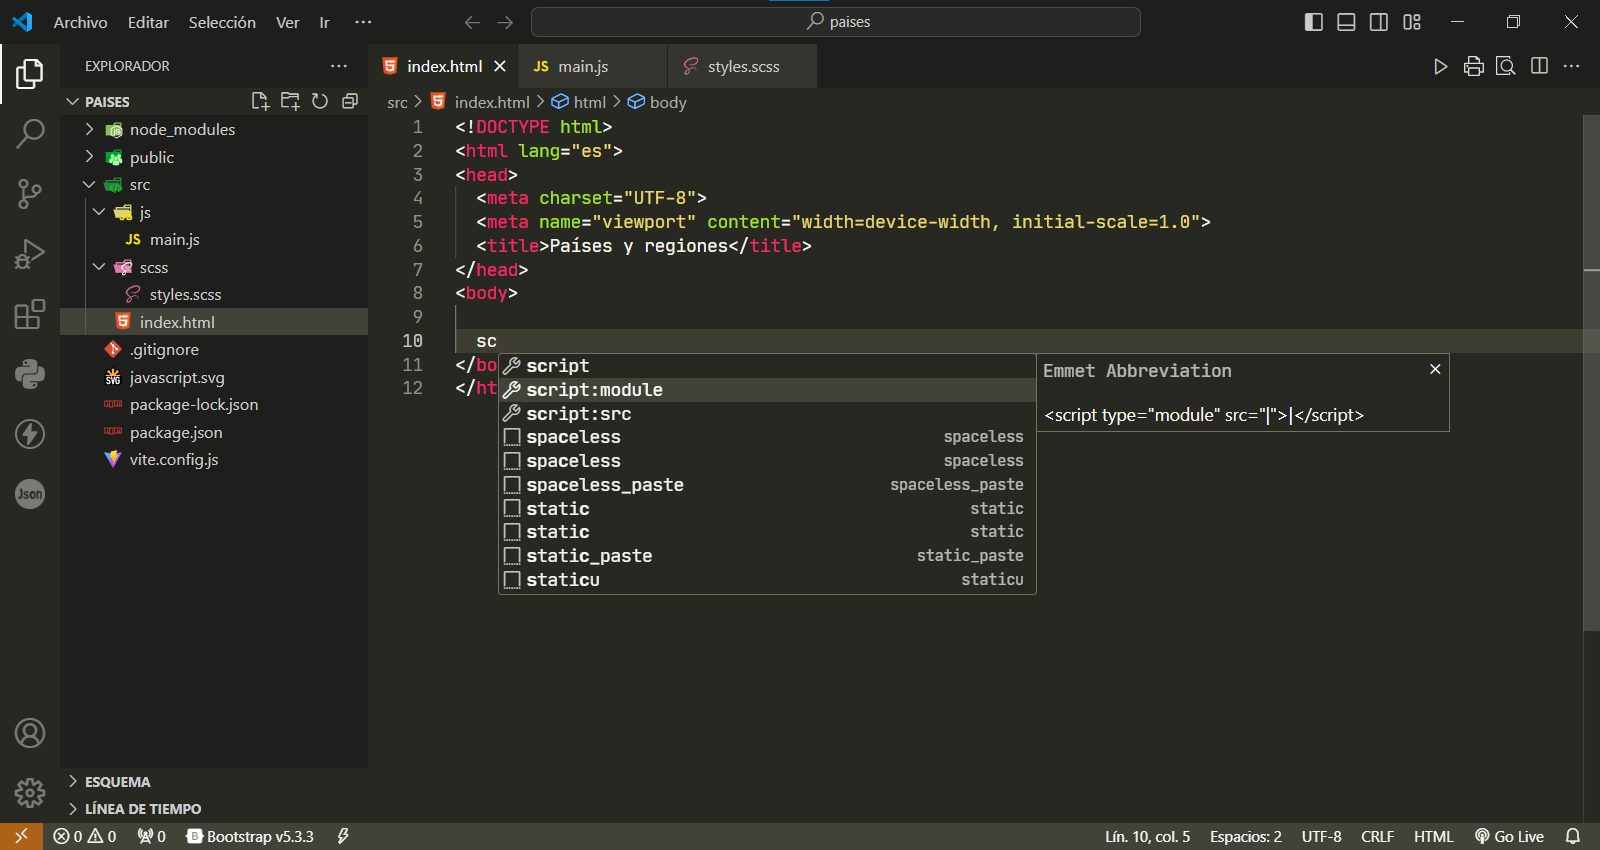 Archivo Editar Selección Ver Ir ···
paises
EXPLORADOR ···
index.html
JS main.js
styles.scss
PAISES
src > index.html > html > body
node_modules
public
src
js
JS main.js
scss
styles.scss
index.html
.gitignore
SVG javascript.svg
package-lock.json
package.json
vite.config.js
Json
ESQUEMA
LÍNEA DE TIEMPO
1 <!DOCTYPE html>
2 <html lang="es">
3 <head>
4 <meta charset="UTF-8">
5 <meta name="viewport" content="width=device-width, initial-scale=1.0">
6 <title>Países y regiones</title>
7 </head>
8 <body>
9
10 sc
11 </bo
12 </ht
script
script:module
script:src
spaceless spaceless
spaceless spaceless
spaceless_paste spaceless_paste
static static
static static
static_paste static_paste
staticu staticu
Emmet Abbreviation
<script type="module" src="|">|</script>
0 0 0 B Bootstrap v5.3.3
Lín. 10, col. 5 Espacios: 2 UTF-8 CRLF HTML Go Live